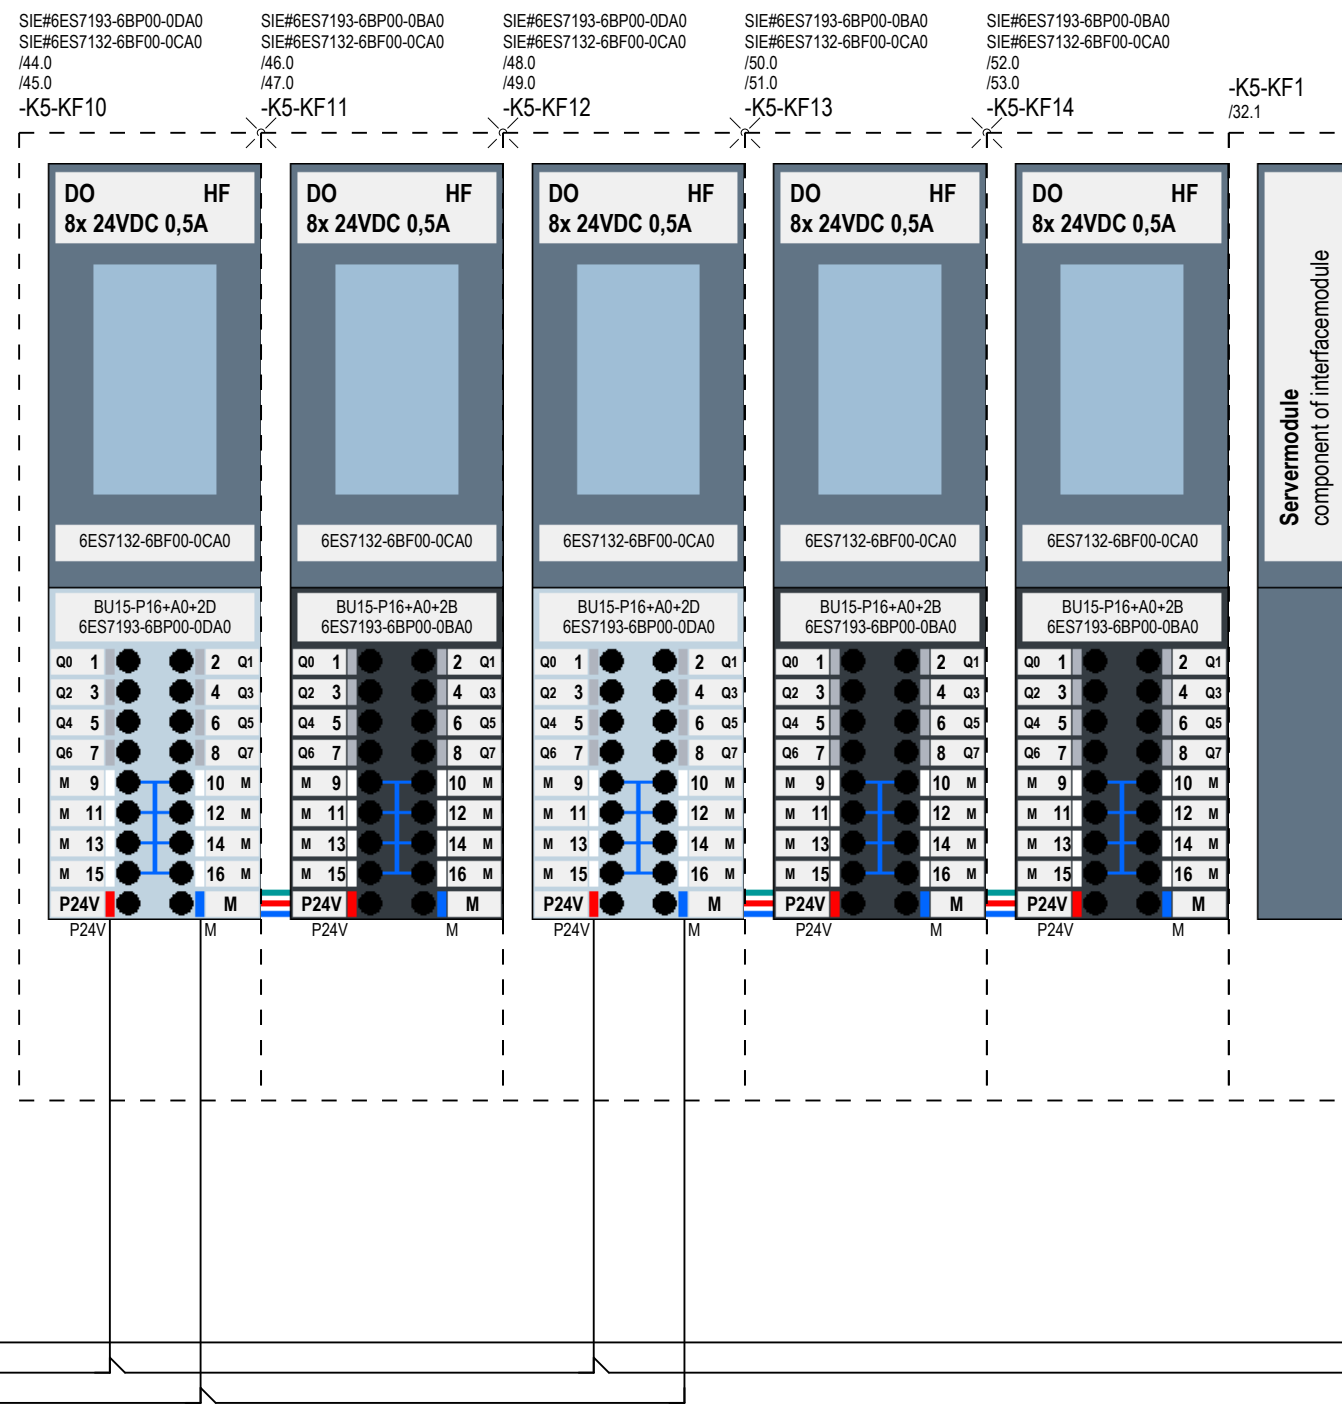 SIE#6ES7193-6BP00-0DA0
SIE#6ES7132-6BF00-0CA0
/44.0
/45.0
-K5-KF10
SIE#6ES7193-6BP00-0BA0
SIE#6ES7132-6BF00-0CA0
/46.0
/47.0
-K5-KF11
SIE#6ES7193-6BP00-0DA0
SIE#6ES7132-6BF00-0CA0
/48.0
/49.0
-K5-KF12
SIE#6ES7193-6BP00-0BA0
SIE#6ES7132-6BF00-0CA0
/50.0
/51.0
-K5-KF13
SIE#6ES7193-6BP00-0BA0
SIE#6ES7132-6BF00-0CA0
/52.0
/53.0
-K5-KF14
-K5-KF1
/32.1
DO HF
8x 24VDC 0,5A
6ES7132-6BF00-0CA0
BU15-P16+A0+2D
6ES7193-6BP00-0DA0
Q0 1 2 Q1
Q2 3 4 Q3
Q4 5 6 Q5
Q6 7 8 Q7
M 9 10 M
M 11 12 M
M 13 14 M
M 15 16 M
P24V M
P24V M
DO HF
8x 24VDC 0,5A
6ES7132-6BF00-0CA0
BU15-P16+A0+2B
6ES7193-6BP00-0BA0
Q0 1 2 Q1
Q2 3 4 Q3
Q4 5 6 Q5
Q6 7 8 Q7
M 9 10 M
M 11 12 M
M 13 14 M
M 15 16 M
P24V M
P24V M
DO HF
8x 24VDC 0,5A
6ES7132-6BF00-0CA0
BU15-P16+A0+2D
6ES7193-6BP00-0DA0
Q0 1 2 Q1
Q2 3 4 Q3
Q4 5 6 Q5
Q6 7 8 Q7
M 9 10 M
M 11 12 M
M 13 14 M
M 15 16 M
P24V M
P24V M
DO HF
8x 24VDC 0,5A
6ES7132-6BF00-0CA0
BU15-P16+A0+2B
6ES7193-6BP00-0BA0
Q0 1 2 Q1
Q2 3 4 Q3
Q4 5 6 Q5
Q6 7 8 Q7
M 9 10 M
M 11 12 M
M 13 14 M
M 15 16 M
P24V M
P24V M
DO HF
8x 24VDC 0,5A
6ES7132-6BF00-0CA0
BU15-P16+A0+2B
6ES7193-6BP00-0BA0
Q0 1 2 Q1
Q2 3 4 Q3
Q4 5 6 Q5
Q6 7 8 Q7
M 9 10 M
M 11 12 M
M 13 14 M
M 15 16 M
P24V M
P24V M
Servermodule
component of interfacemodule